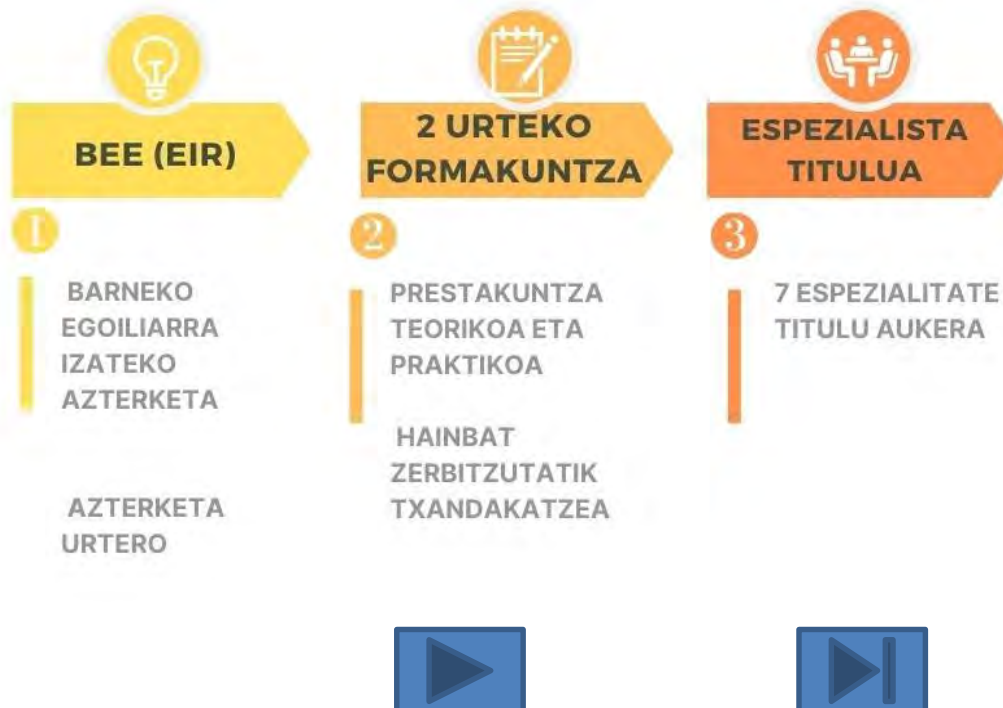 BEE (EIR)
1
BARNEKO
EGOILIARRA
IZATEKO
AZTERKETA
AZTERKETA
URTERO
2 URTEKO
FORMAKUNTZA
2
PRESTAKUNTZA
TEORIKOA ETA
PRAKTIKOA
HAINBAT
ZERBITZUTATIK
TXANDAKATZEA
ESPEZIALISTA
TITULUA
3
7 ESPEZIALITATE
TITULU AUKERA